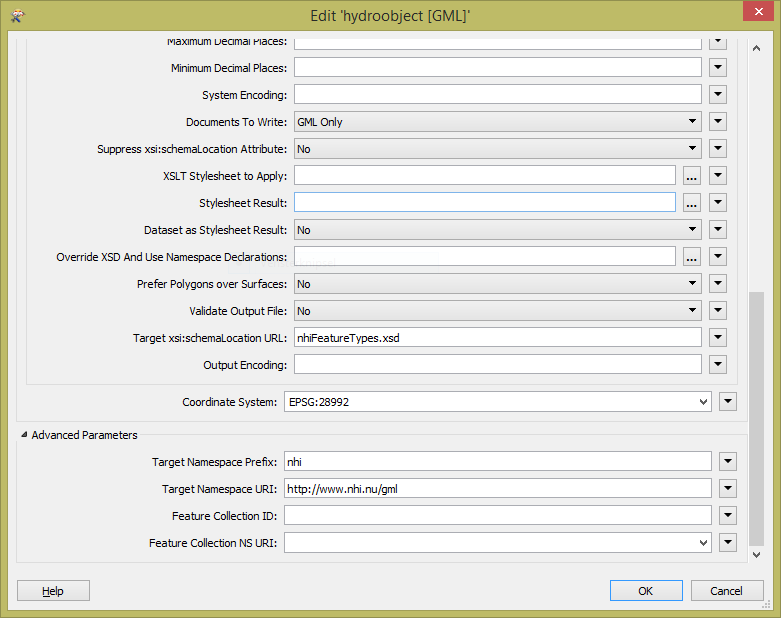 Edit 'hydroobject [GML]'
Maximum Decimal Places:
Minimum Decimal Places:
System Encoding:
Documents To Write: GML Only
Suppress xsi:schemaLocation Attribute: No
XSLT Stylesheet to Apply: ...
Stylesheet Result: ...
Dataset as Stylesheet Result: No
Override XSD And Use Namespace Declarations: ...
Prefer Polygons over Surfaces: No
Validate Output File: No
Target xsi:schemaLocation URL: nhiFeatureTypes.xsd
Output Encoding:
Coordinate System: EPSG:28992
Advanced Parameters
Target Namespace Prefix: nhi
Target Namespace URI: http://www.nhi.nu/gml
Feature Collection ID:
Feature Collection NS URI:
Help OK Cancel